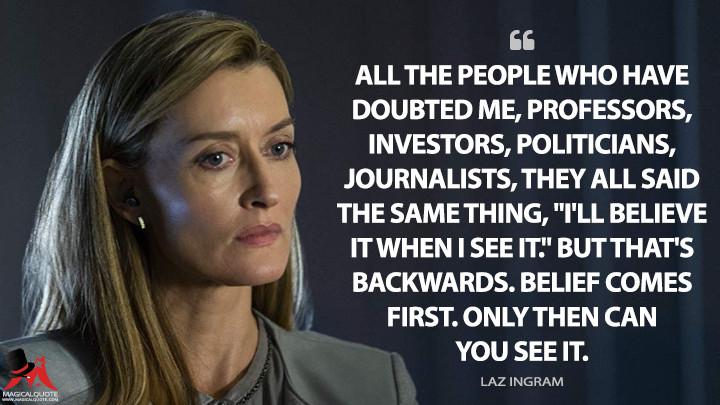 ALL THE PEOPLE WHO HAVE
DOUBTED ME, PROFESSORS,
INVESTORS, POLITICIANS,
JOURNALISTS, THEY ALL SAID
THE SAME THING, "I'LL BELIEVE
IT WHEN I SEE IT." BUT THAT'S
BACKWARDS. BELIEF COMES
FIRST. ONLY THEN CAN
YOU SEE IT.
LAZ INGRAM
MAGICALQUOTE
WWW.MAGICALQUOTE.COM